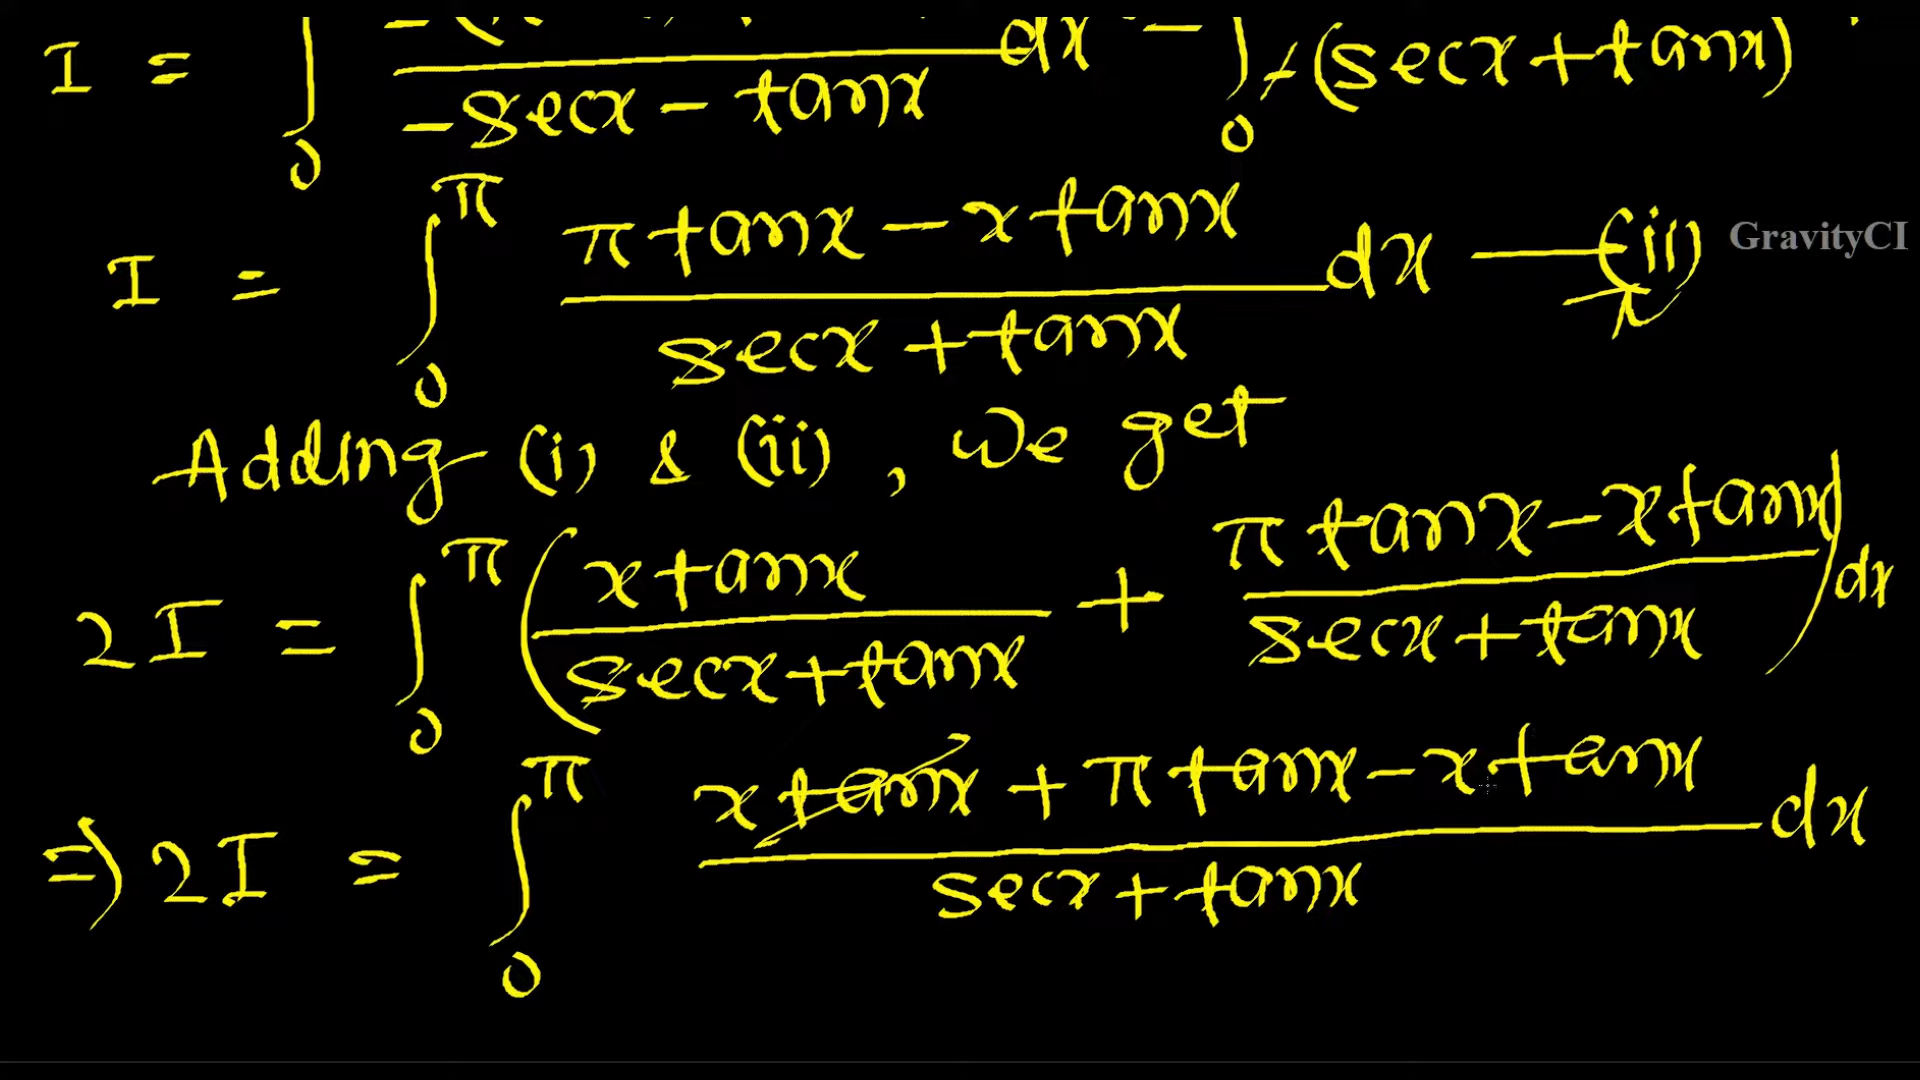 I = ∫₀ ─── dx = ∫₀ -(secx+tanx)
-secx - tanx
I = ∫₀^π (π tanx - x tanx)/(secx + tanx) dx — (ii)
GravityCI
Adding (i) & (ii), we get
2I = ∫₀^π (x tanx/(secx+tanx) + (π tanx - x tanx)/(secx+tanx)) dx
⇒ 2I = ∫₀^π (x tanx + π tanx - x tanx)/(secx + tanx) dx